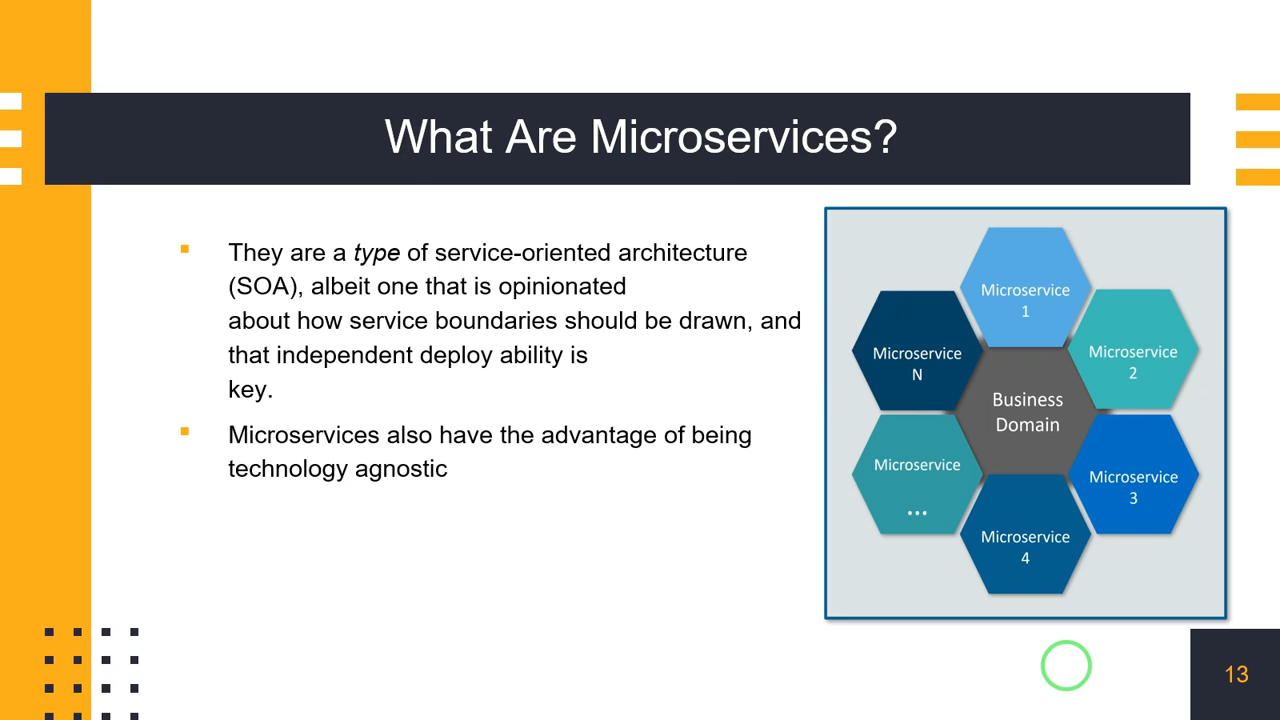 What Are Microservices?
They are a type of service-oriented architecture
(SOA), albeit one that is opinionated
about how service boundaries should be drawn, and
that independent deploy ability is
key.
Microservices also have the advantage of being
technology agnostic
Microservice
1
Microservice
2
Microservice
3
Microservice
4
Microservice
...
Microservice
N
Business
Domain
13